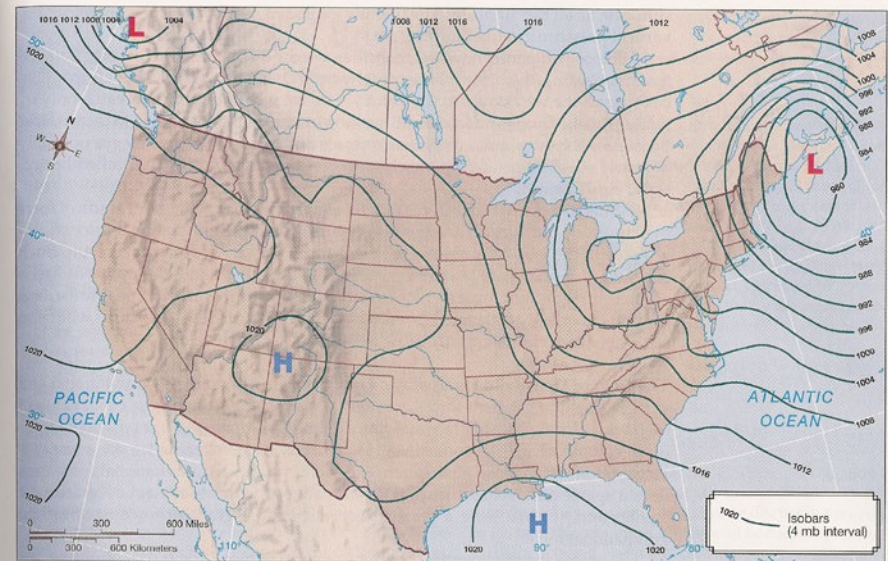 1016 1012 1008 1004
L
1004
1008 1012 1016
1016
1012
1008
1004
1000
996
992
988
984
980
L
50°
1020
N
W
E
S
40°
40°
984
988
992
996
1000
1004
1008
1020
H
1020
PACIFIC
OCEAN
ATLANTIC
OCEAN
30°
1020
1020
1016
1012
H
1020
90°
1020
80°
110°
0 300 600 Miles
0 300 600 Kilometers
1020
Isobars
(4 mb interval)